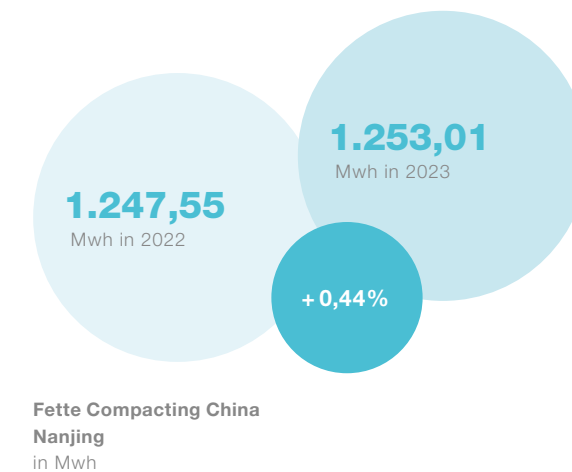 1.253,01
Mwh in 2023
1.247,55
Mwh in 2022
+ 0,44%
Fette Compacting China
Nanjing
in Mwh